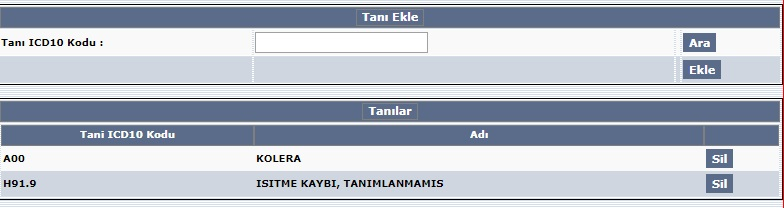 Tanı Ekle
Tanı ICD10 Kodu :
Ara
Ekle
Tanılar
Tani ICD10 Kodu Adı
A00 KOLERA Sil
H91.9 ISITME KAYBI, TANIMLANMAMIS Sil